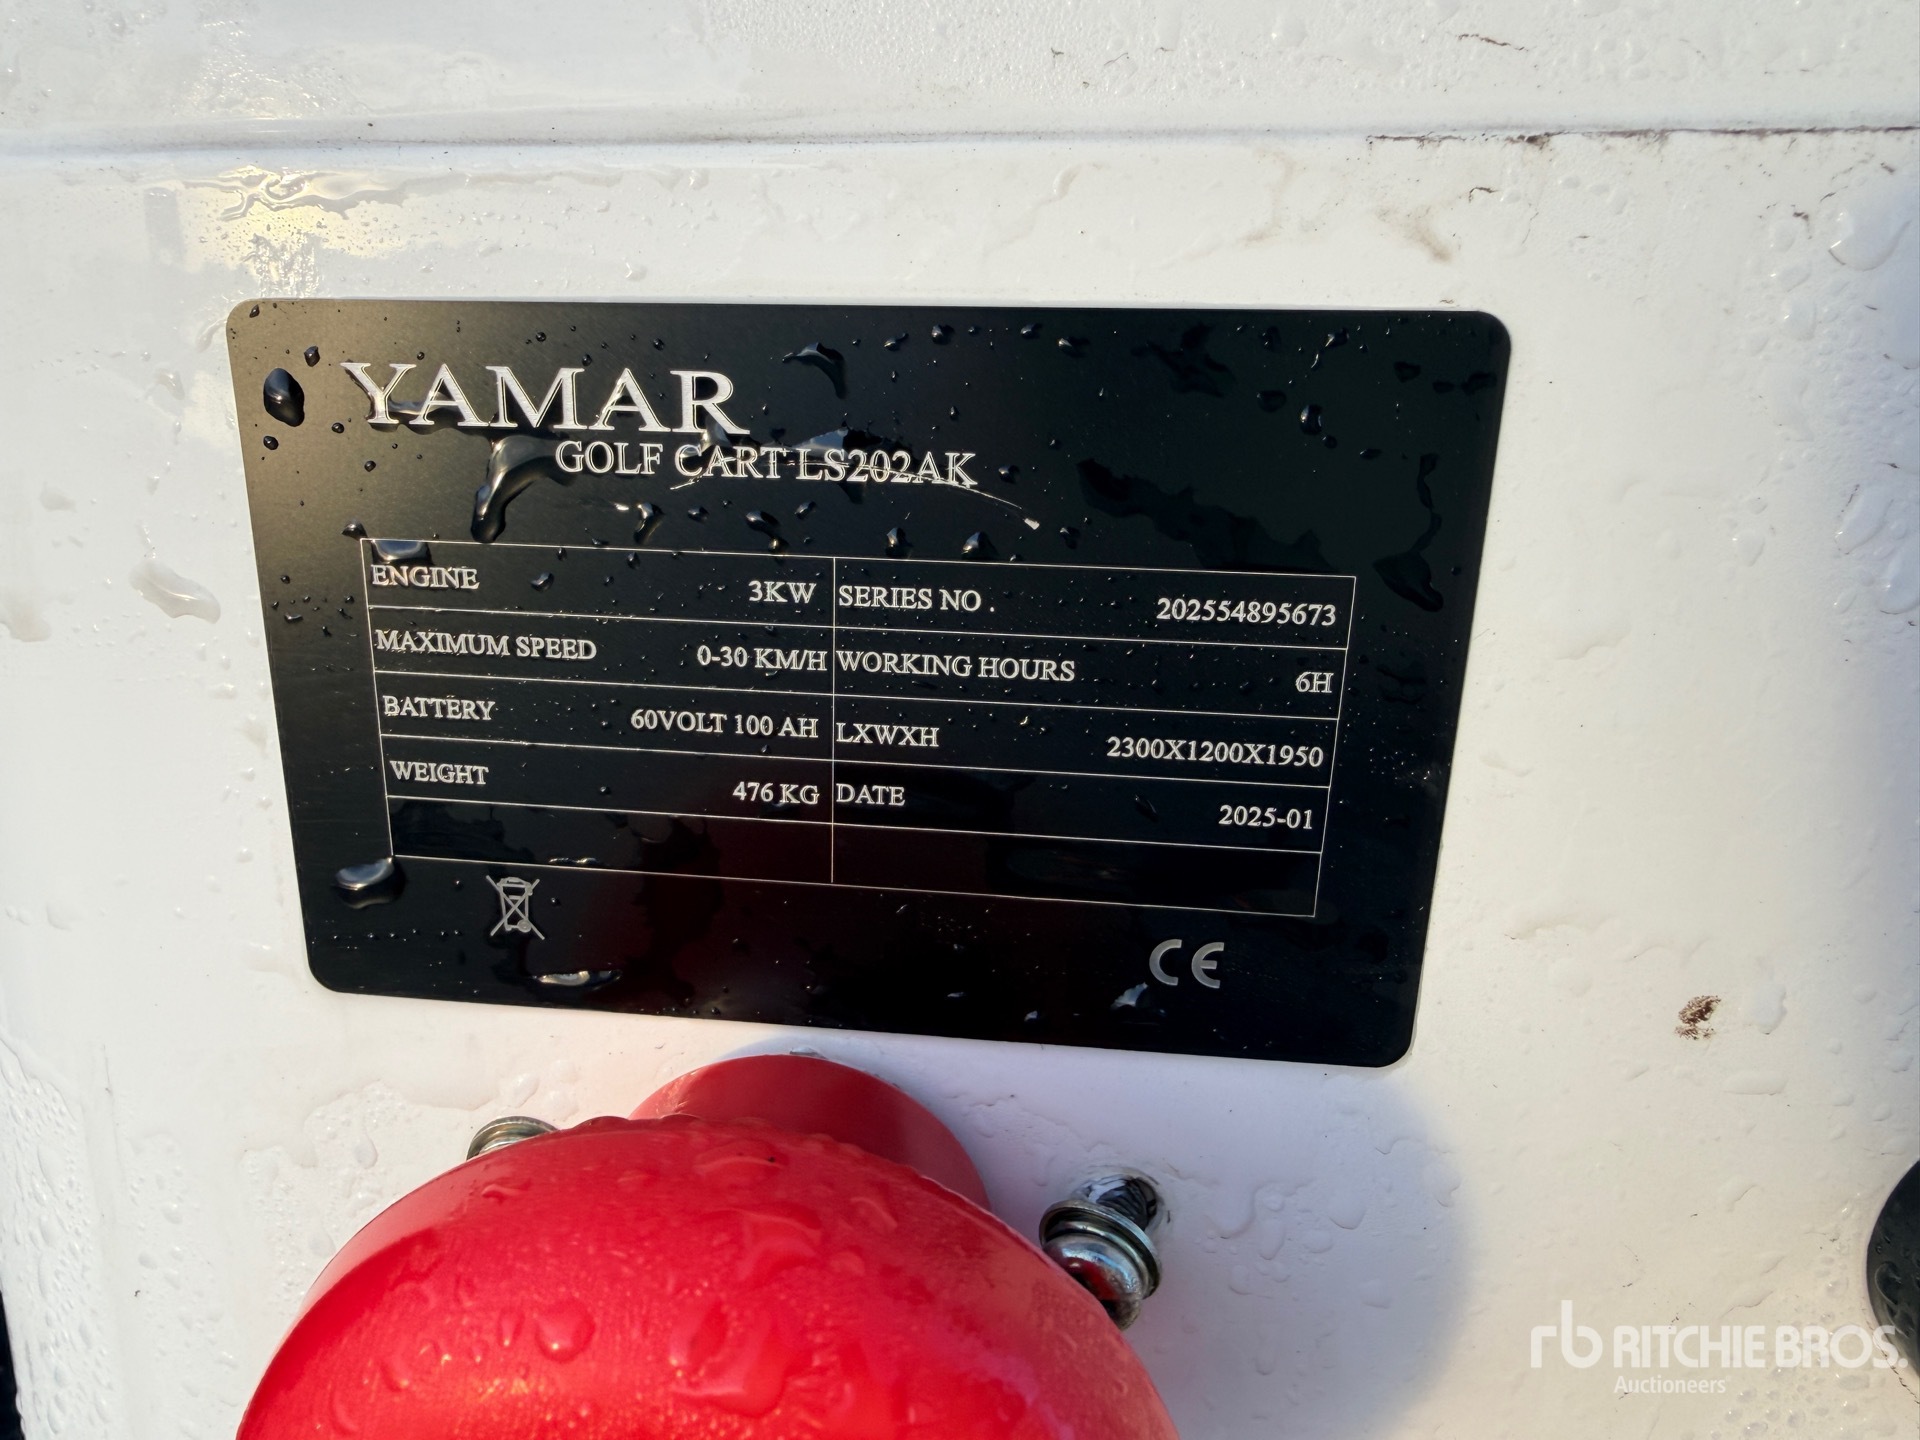 YAMAR
GOLF CART LS202AK
ENGINE 3KW SERIES NO . 202554895673
MAXIMUM SPEED 0-30 KM/H WORKING HOURS 6H
BATTERY 60VOLT 100 AH LXWXH 2300X1200X1950
WEIGHT 476 KG DATE 2025-01
CE
rb RITCHIE BROS.
Auctioneers